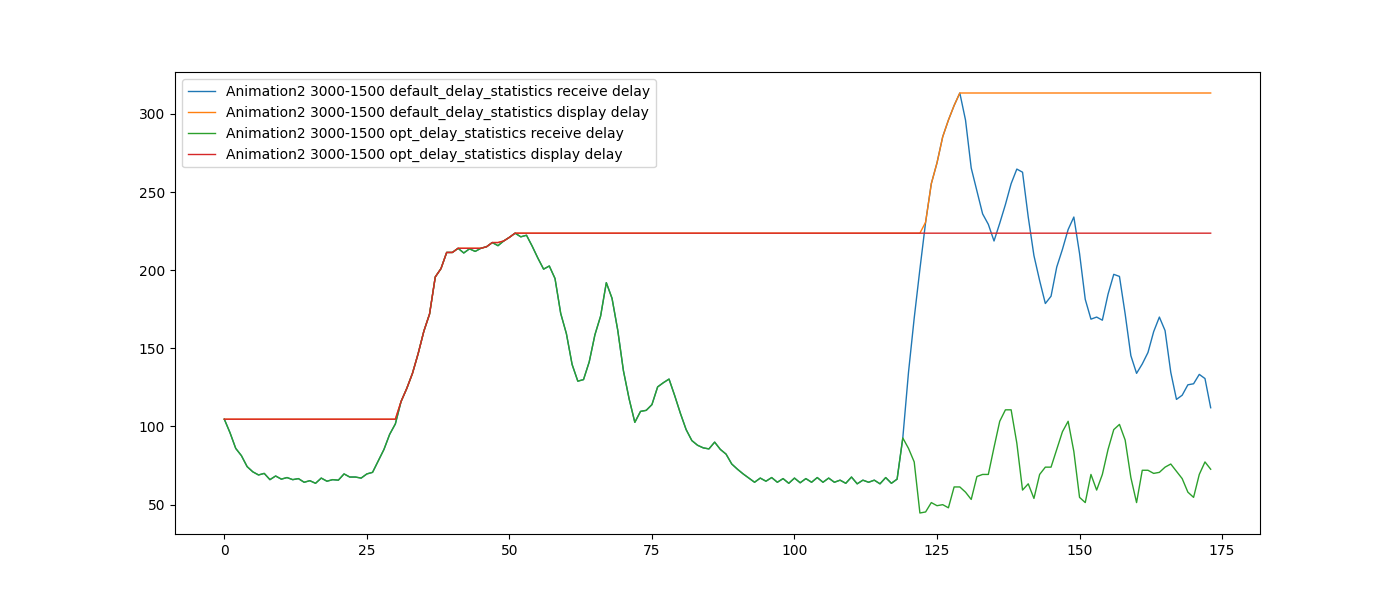 Animation2 3000-1500 default_delay_statistics receive delay
Animation2 3000-1500 default_delay_statistics display delay
Animation2 3000-1500 opt_delay_statistics receive delay
Animation2 3000-1500 opt_delay_statistics display delay
300
250
200
150
100
50
0 25 50 75 100 125 150 175